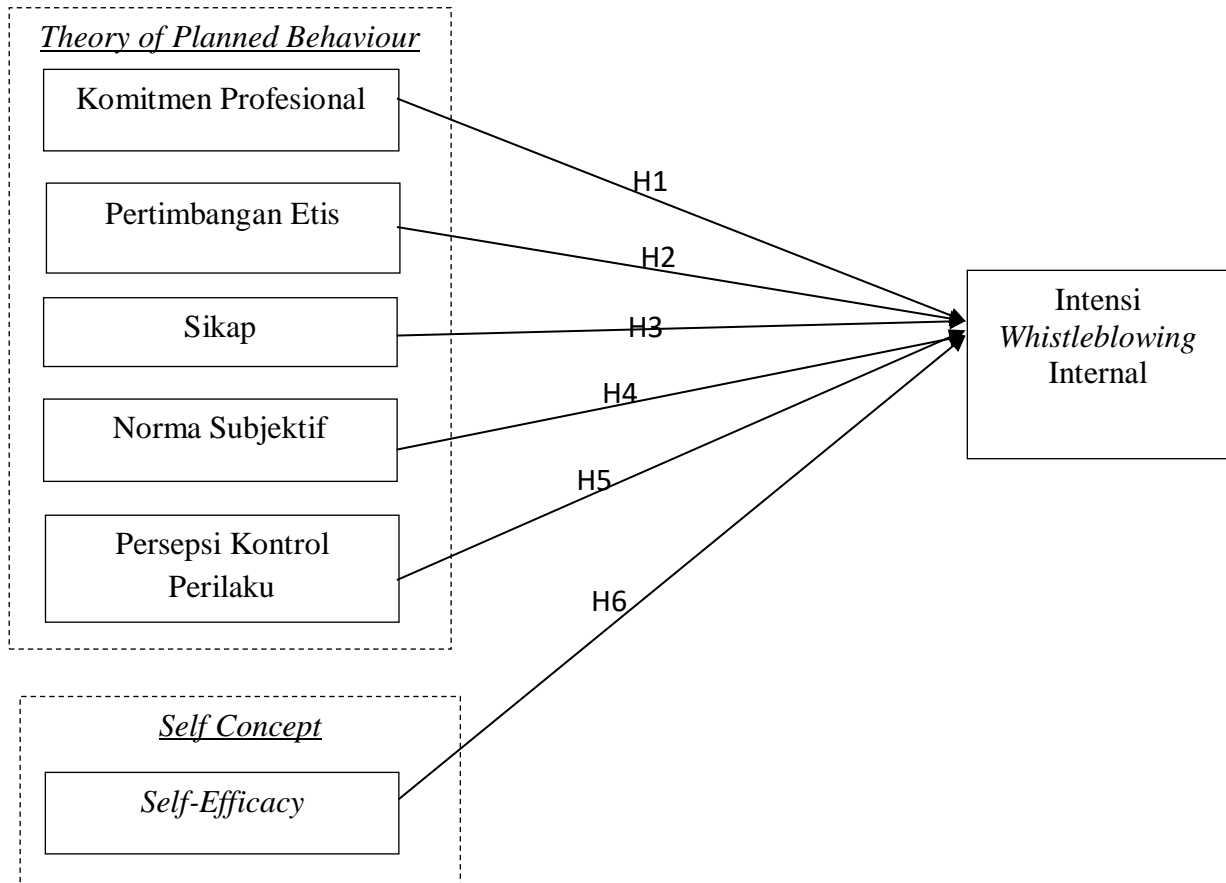 Theory of Planned Behaviour
Komitmen Profesional
Pertimbangan Etis
Sikap
Norma Subjektif
Persepsi Kontrol
Perilaku
Self Concept
Self-Efficacy
H1
H2
H3
H4
H5
H6
Intensi
Whistleblowing
Internal